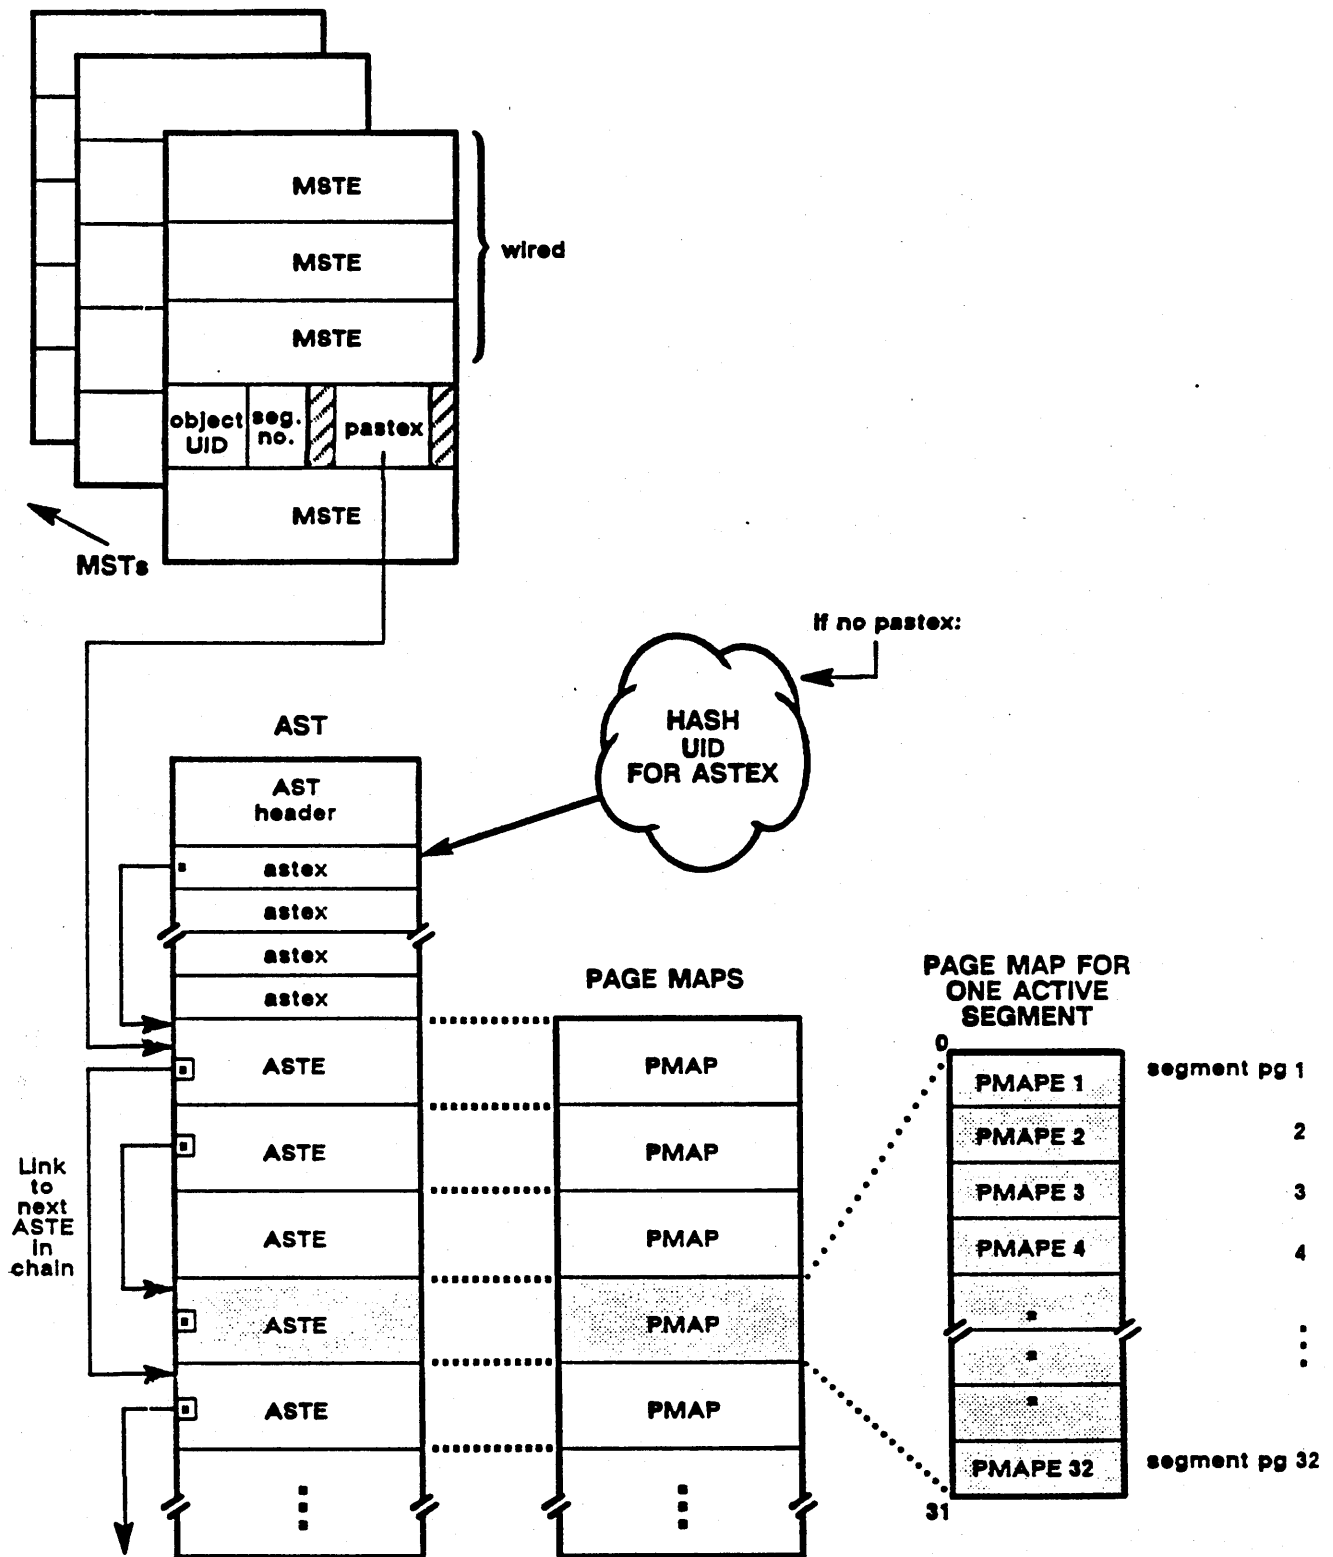 MSTE
MSTE
wired
MSTE
object UID
seg. no.
pastex
MSTE
MSTs
If no pastex:
HASH
UID
FOR ASTEX
AST
AST
header
astex
astex
astex
astex
PAGE MAPS
PAGE MAP FOR
ONE ACTIVE
SEGMENT
0
ASTE
PMAP
PMAPE 1
segment pg 1
ASTE
PMAP
PMAPE 2
2
Link
to
next
ASTE
in
chain
PMAPE 3
3
ASTE
PMAP
PMAPE 4
4
ASTE
PMAP
ASTE
PMAP
PMAPE 32
segment pg 32
31